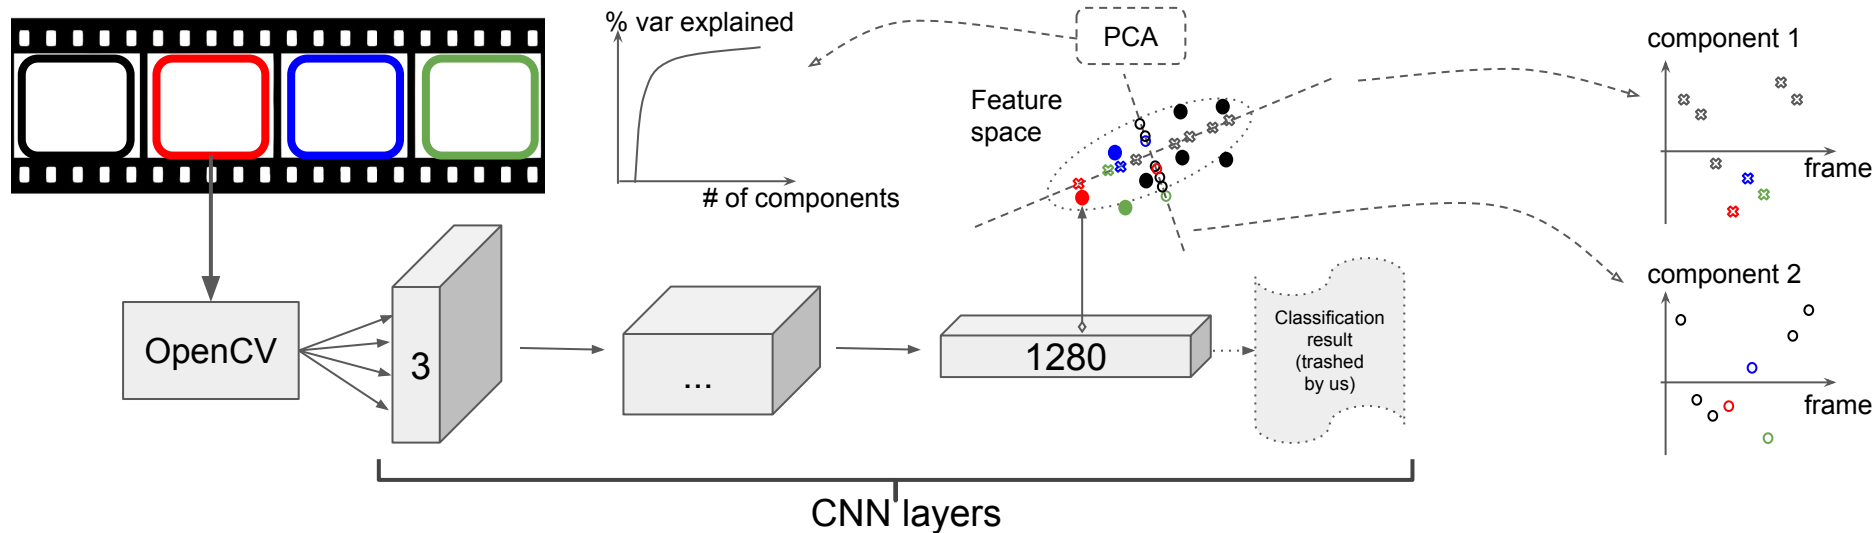 % var explained
# of components
PCA
Feature
space
component 1
frame
component 2
frame
OpenCV
3
...
1280
Classification
result
(trashed
by us)
CNN layers